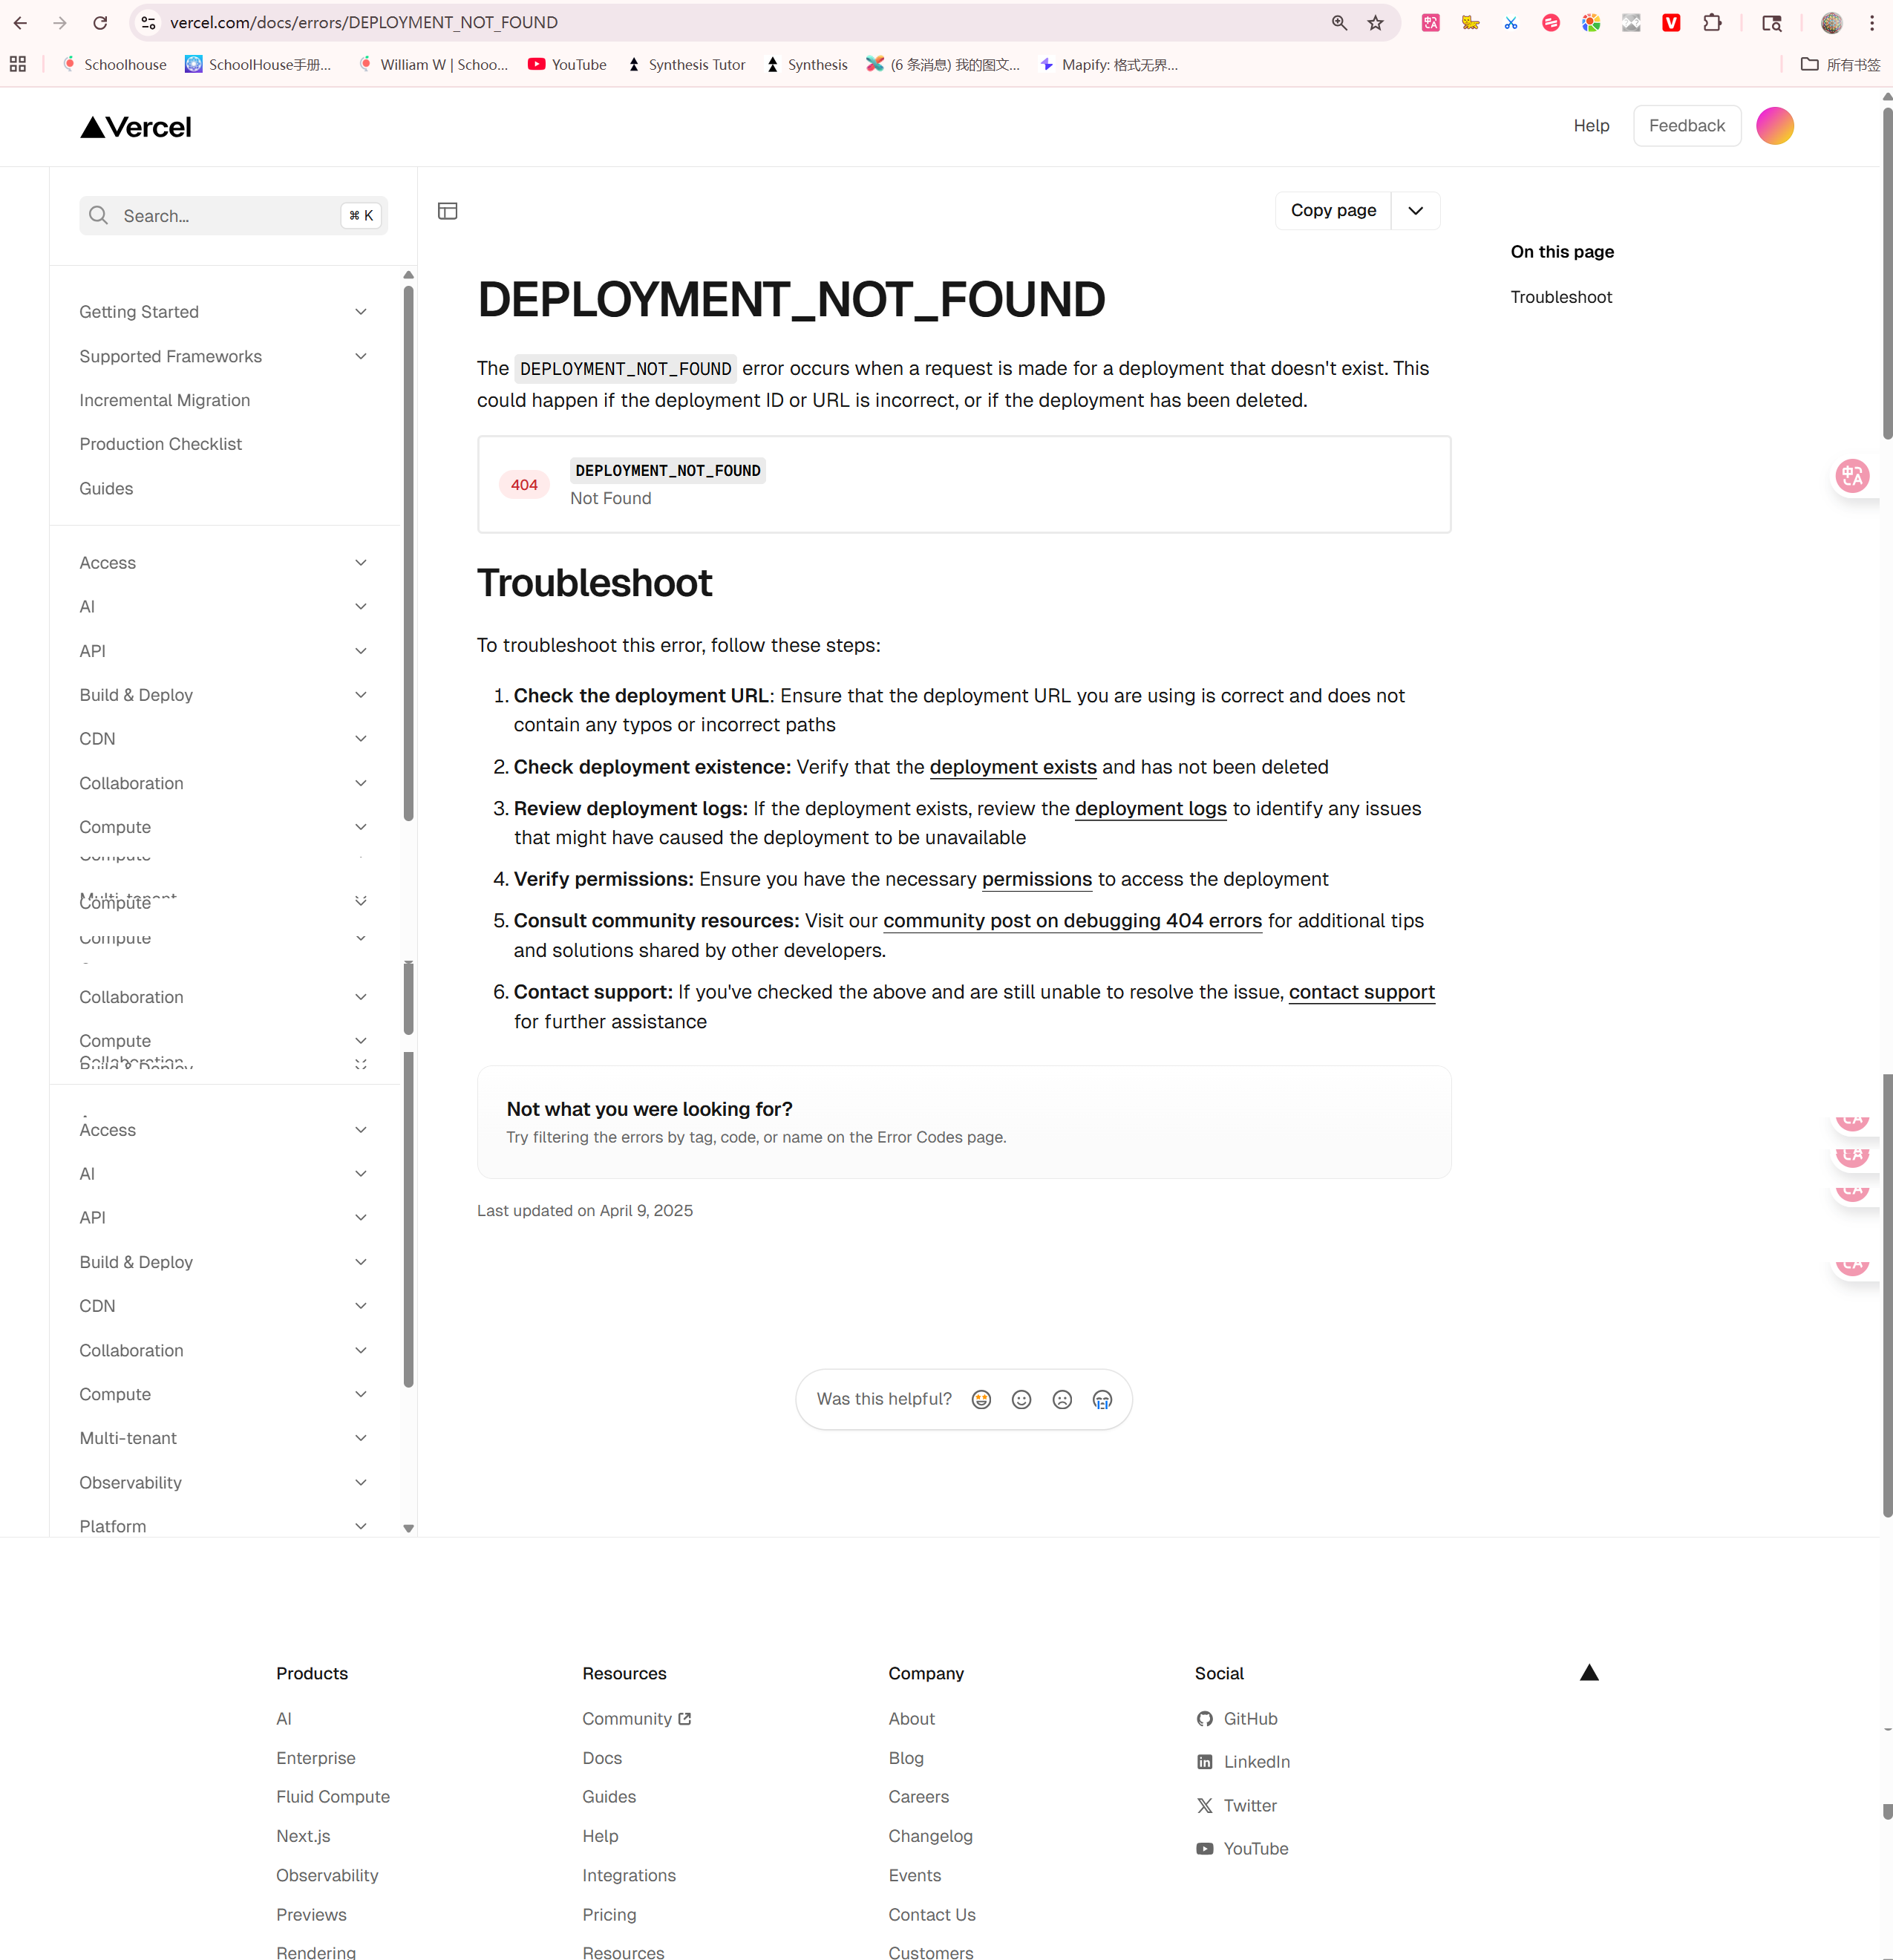 vercel.com/docs/errors/DEPLOYMENT_NOT_FOUND
Schoolhouse
SchoolHouse手册...
William W | Schoo...
YouTube
Synthesis Tutor
Synthesis
(6 条消息) 我的图文...
Mapify: 格式无界...
所有书签
Vercel
Help
Feedback
Search...
⌘ K
Copy page
On this page
Troubleshoot
Getting Started
Supported Frameworks
Incremental Migration
Production Checklist
Guides
Access
AI
API
Build & Deploy
CDN
Collaboration
Compute
Compute
Multi-tenant
Compute
Compute
Collaboration
Compute
Collaboration
Build & Deploy
Access
AI
API
Build & Deploy
CDN
Collaboration
Compute
Multi-tenant
Observability
Platform
DEPLOYMENT_NOT_FOUND
The DEPLOYMENT_NOT_FOUND error occurs when a request is made for a deployment that doesn't exist. This
could happen if the deployment ID or URL is incorrect, or if the deployment has been deleted.
404
DEPLOYMENT_NOT_FOUND
Not Found
Troubleshoot
To troubleshoot this error, follow these steps:
1. Check the deployment URL: Ensure that the deployment URL you are using is correct and does not
contain any typos or incorrect paths
2. Check deployment existence: Verify that the deployment exists and has not been deleted
3. Review deployment logs: If the deployment exists, review the deployment logs to identify any issues
that might have caused the deployment to be unavailable
4. Verify permissions: Ensure you have the necessary permissions to access the deployment
5. Consult community resources: Visit our community post on debugging 404 errors for additional tips
and solutions shared by other developers.
6. Contact support: If you've checked the above and are still unable to resolve the issue, contact support
for further assistance
Not what you were looking for?
Try filtering the errors by tag, code, or name on the Error Codes page.
Last updated on April 9, 2025
Was this helpful?
Products
AI
Enterprise
Fluid Compute
Next.js
Observability
Previews
Rendering
Resources
Community
Docs
Guides
Help
Integrations
Pricing
Resources
Company
About
Blog
Careers
Changelog
Events
Contact Us
Customers
Social
GitHub
LinkedIn
Twitter
YouTube